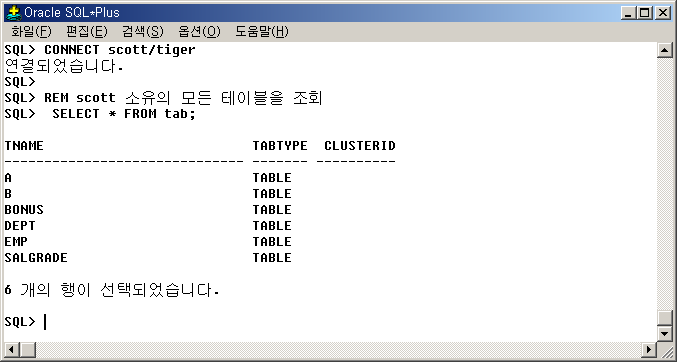 Oracle SQL*Plus
화일(F) 편집(E) 검색(S) 옵션(O) 도움말(H)
SQL> CONNECT scott/tiger
연결되었습니다.
SQL>
SQL> REM scott 소유의 모든 테이블을 조회
SQL>  SELECT * FROM tab;
TNAME                          TABTYPE  CLUSTERID
------------------------------ ------- ----------
A                              TABLE
B                              TABLE
BONUS                          TABLE
DEPT                           TABLE
EMP                            TABLE
SALGRADE                       TABLE
6 개의 행이 선택되었습니다.
SQL>